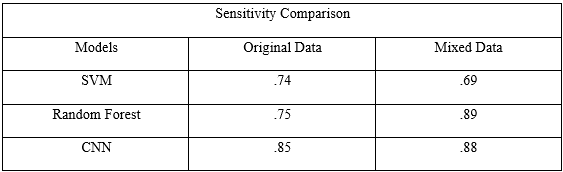 Sensitivity Comparison
Models Original Data Mixed Data
SVM .74 .69
Random Forest .75 .89
CNN .85 .88